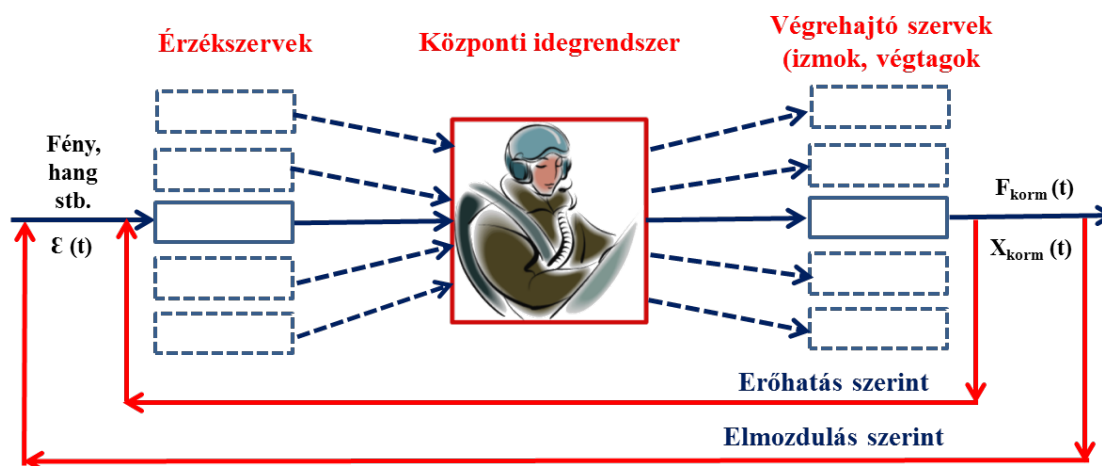 Érzékszervek
Központi idegrendszer
Végrehajtó szervek
(izmok, végtagok
Fény,
hang
stb.
Ɛ (t)
Fkorm (t)
Xkorm (t)
Erőhatás szerint
Elmozdulás szerint